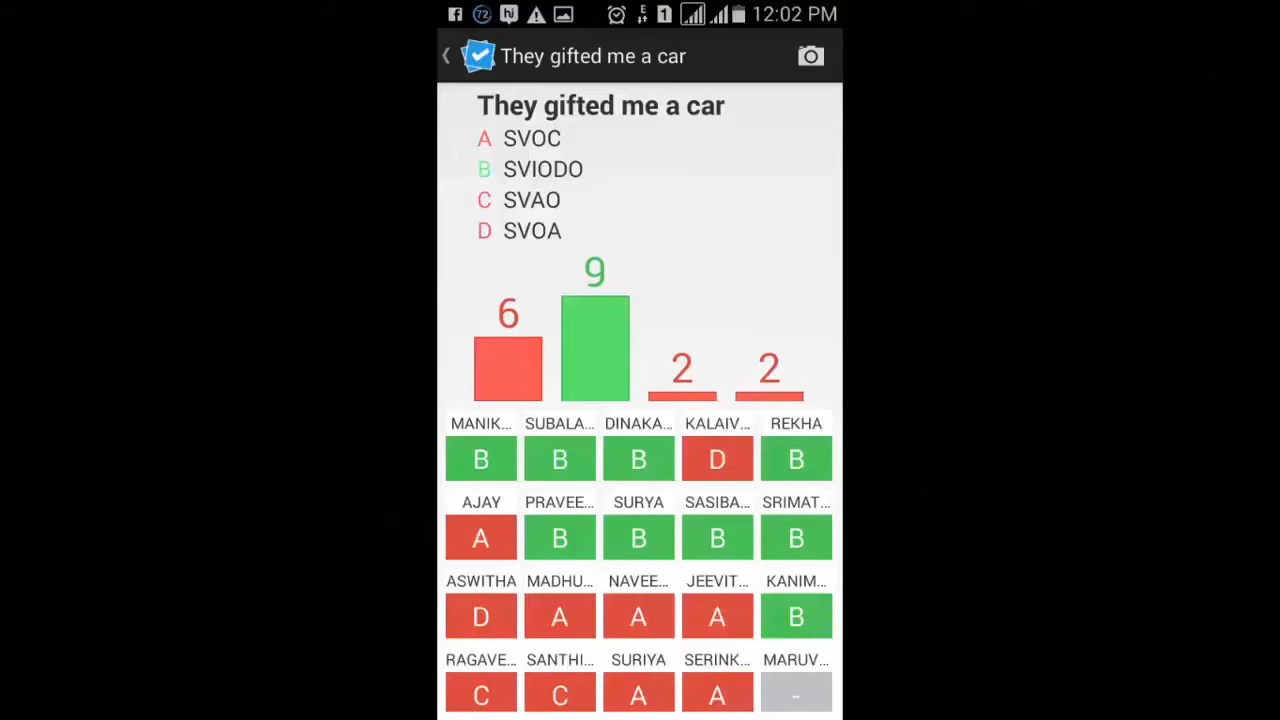 12:02 PM
They gifted me a car
They gifted me a car
A SVOC
B SVIODO
C SVAO
D SVOA
6 9 2 2
MANIK... SUBALA... DINAKA... KALAIV... REKHA
B B B D B
AJAY PRAVEE... SURYA SASIBA... SRIMAT...
A B B B B
ASWITHA MADHU... NAVEE... JEEVIT... KANIM...
D A A A B
RAGAVE... SANTHI... SURIYA SERINK... MARUV...
C C A A -